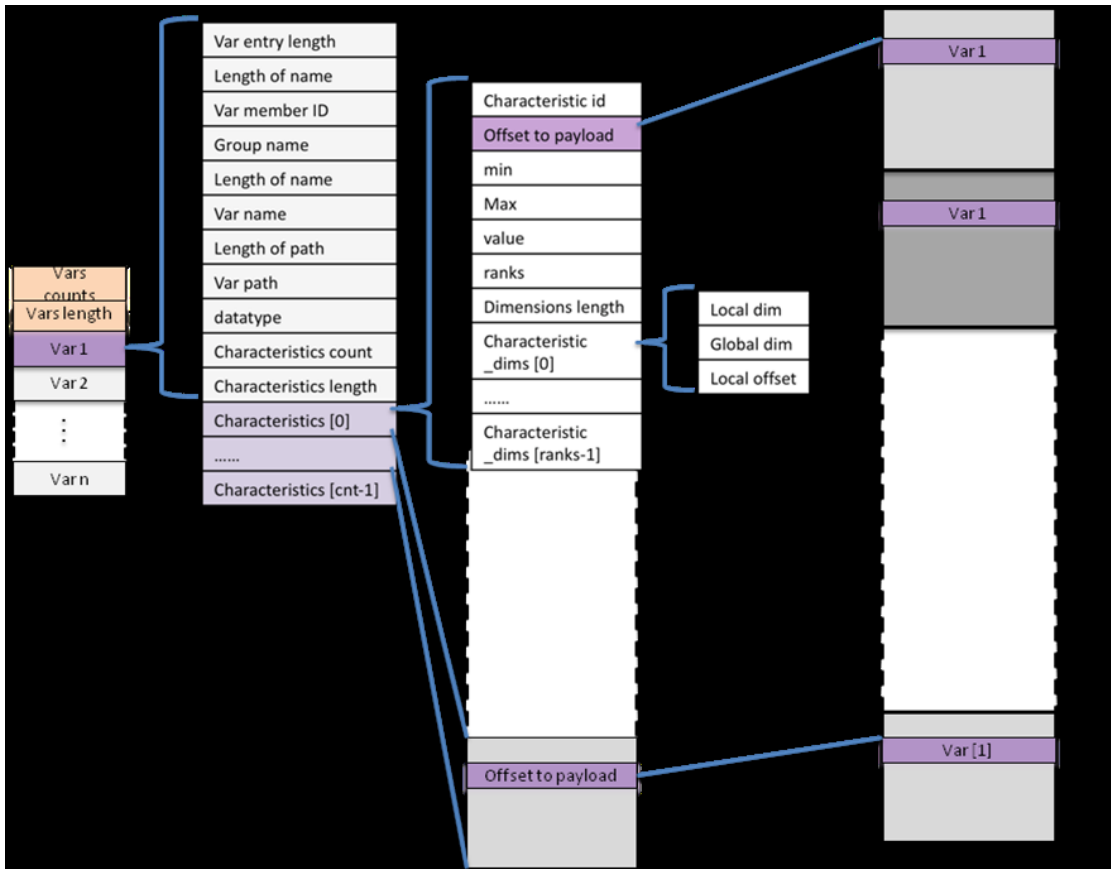 Vars
counts
Vars length
Var 1
Var 2
⋮
Var n
Var entry length
Length of name
Var member ID
Group name
Length of name
Var name
Length of path
Var path
datatype
Characteristics count
Characteristics length
Characteristics [0]
......
Characteristics [cnt-1]
Characteristic id
Offset to payload
min
Max
value
ranks
Dimensions length
Characteristic
_dims [0]
......
Characteristic
_dims [ranks-1]
Offset to payload
Local dim
Global dim
Local offset
Var 1
Var 1
Var [1]